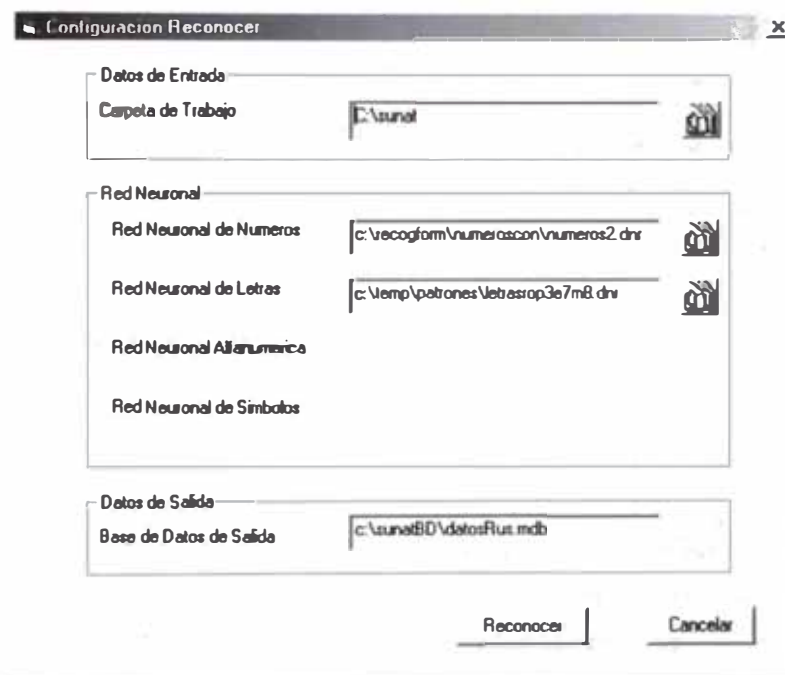 Configuracion Reconocer
Datos de Entrada
Carpeta de Trabajo C:\sunat
Red Neuronal
Red Neuronal de Numeros c:\recogform\numeroscon\numeros2.dnr
Red Neuronal de Letras c:\temp\patrones\letrasrop3e7m8.dnr
Red Neuronal Alfanumerica
Red Neuronal de Simbolos
Datos de Salida
Base de Datos de Salida c:\sunatBD\datosRus.mdb
Reconocer Cancelar